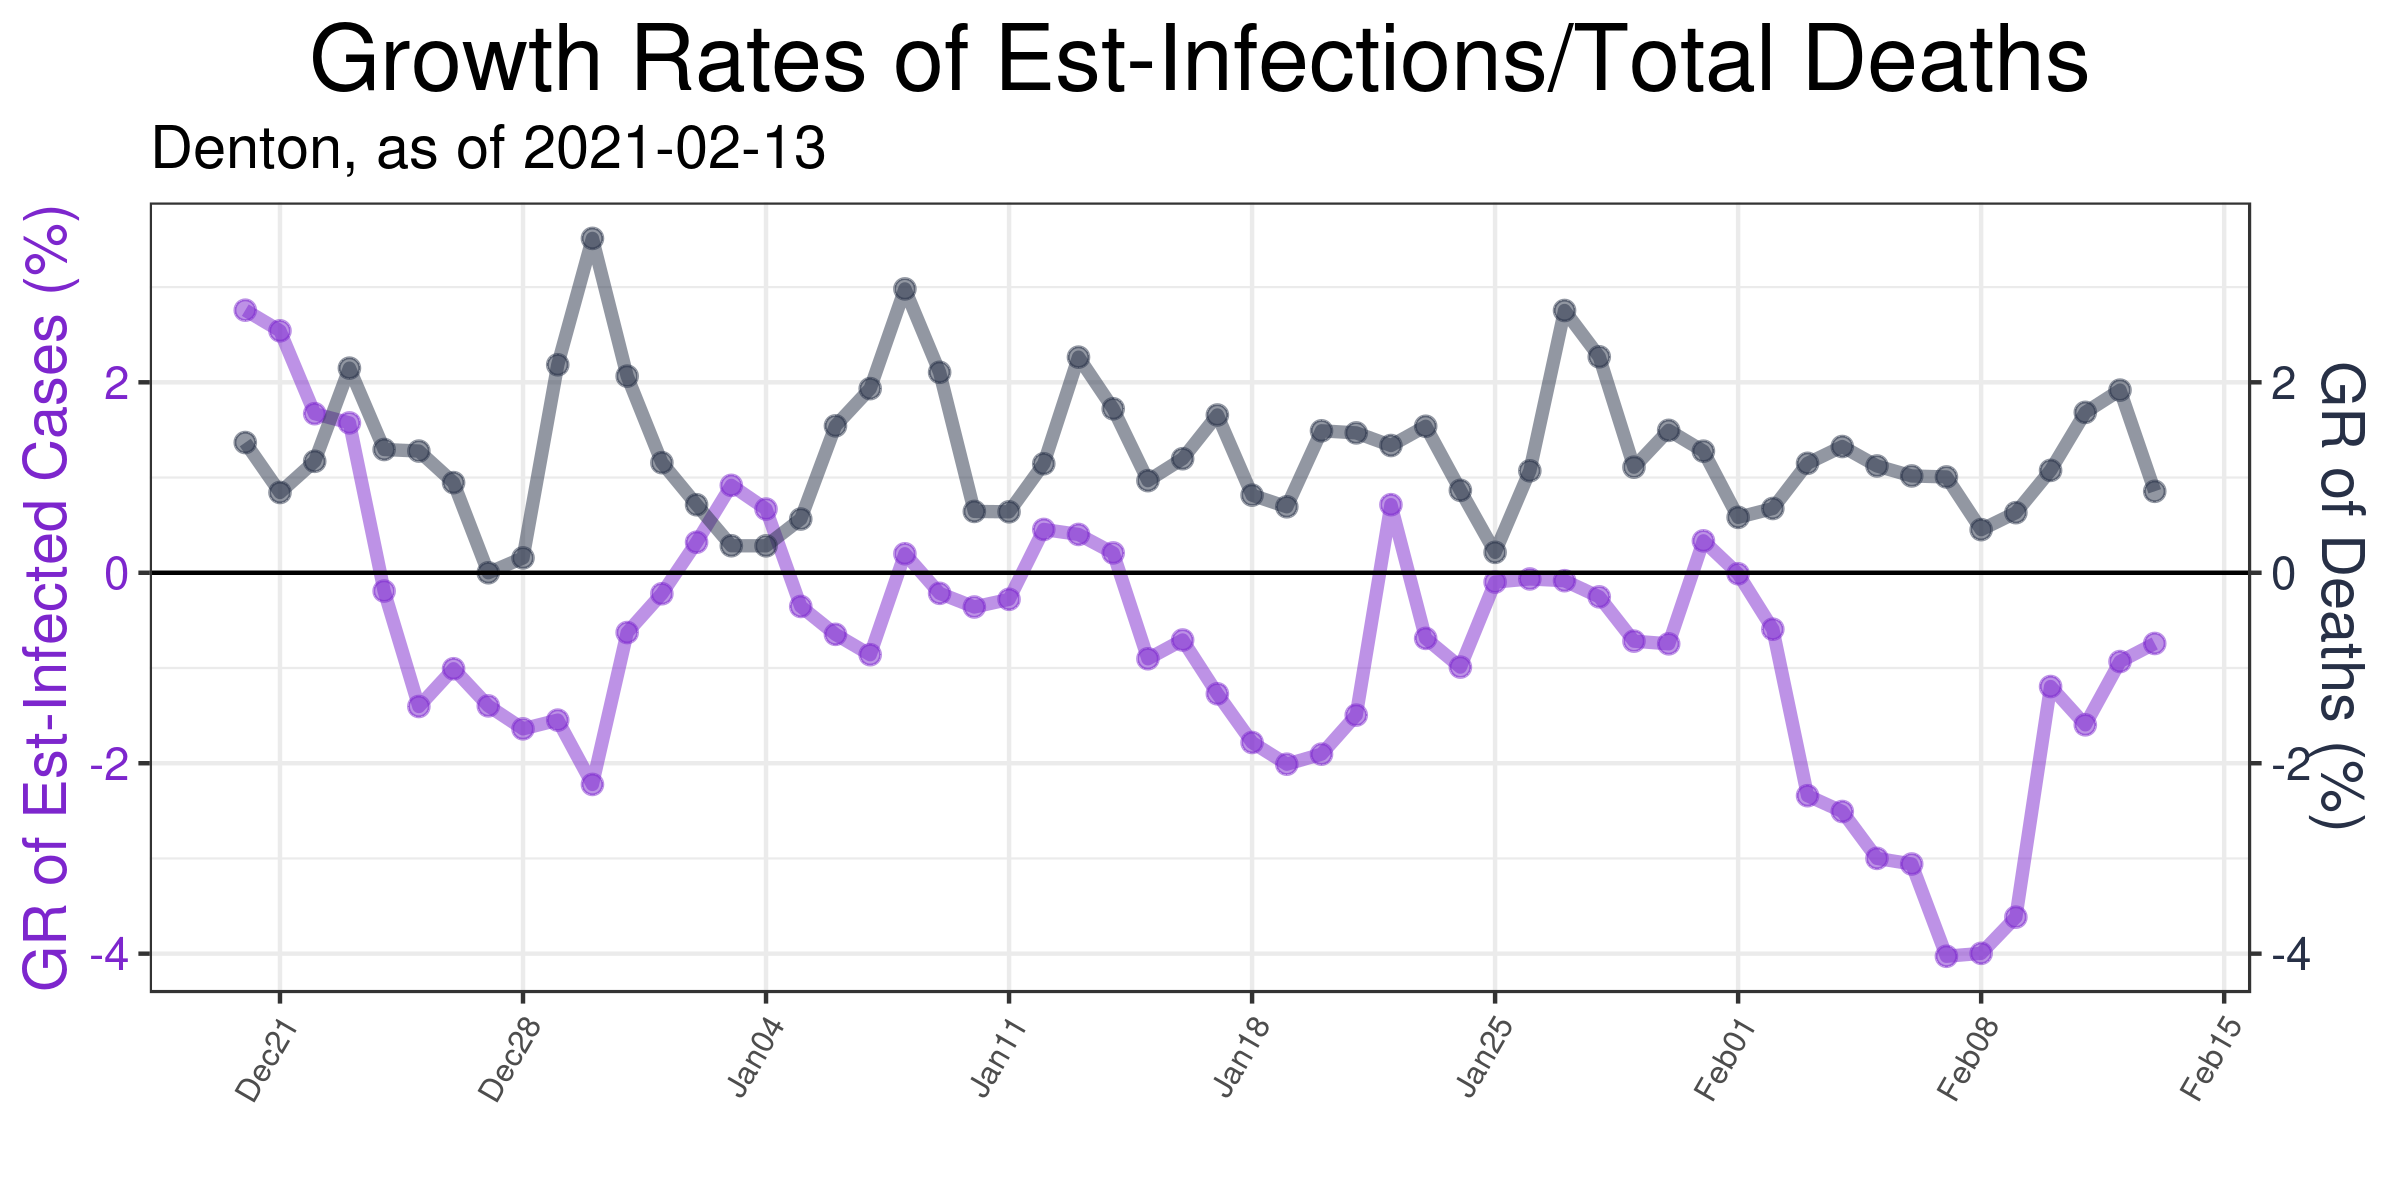 Growth Rates of Est-Infections/Total Deaths
Denton, as of 2021-02-13
GR of Est-Infected Cases (%)
2
0
-2
-4
2
0
-2
-4
GR of Deaths (%)
Dec21
Dec28
Jan04
Jan11
Jan18
Jan25
Feb01
Feb08
Feb15